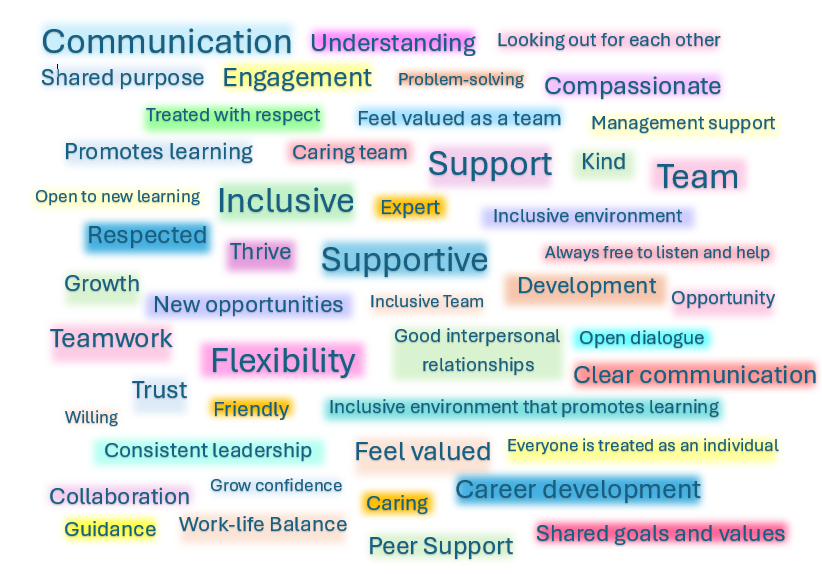 Communication
Understanding
Looking out for each other
Shared purpose
Engagement
Problem-solving
Compassionate
Treated with respect
Feel valued as a team
Management support
Promotes learning
Caring team
Support
Kind
Team
Open to new learning
Inclusive
Expert
Inclusive environment
Respected
Thrive
Supportive
Always free to listen and help
Growth
New opportunities
Inclusive Team
Development
Opportunity
Teamwork
Flexibility
Good interpersonal
relationships
Open dialogue
Clear communication
Trust
Willing
Friendly
Inclusive environment that promotes learning
Consistent leadership
Feel valued
Everyone is treated as an individual
Collaboration
Grow confidence
Caring
Career development
Guidance
Work-life Balance
Peer Support
Shared goals and values